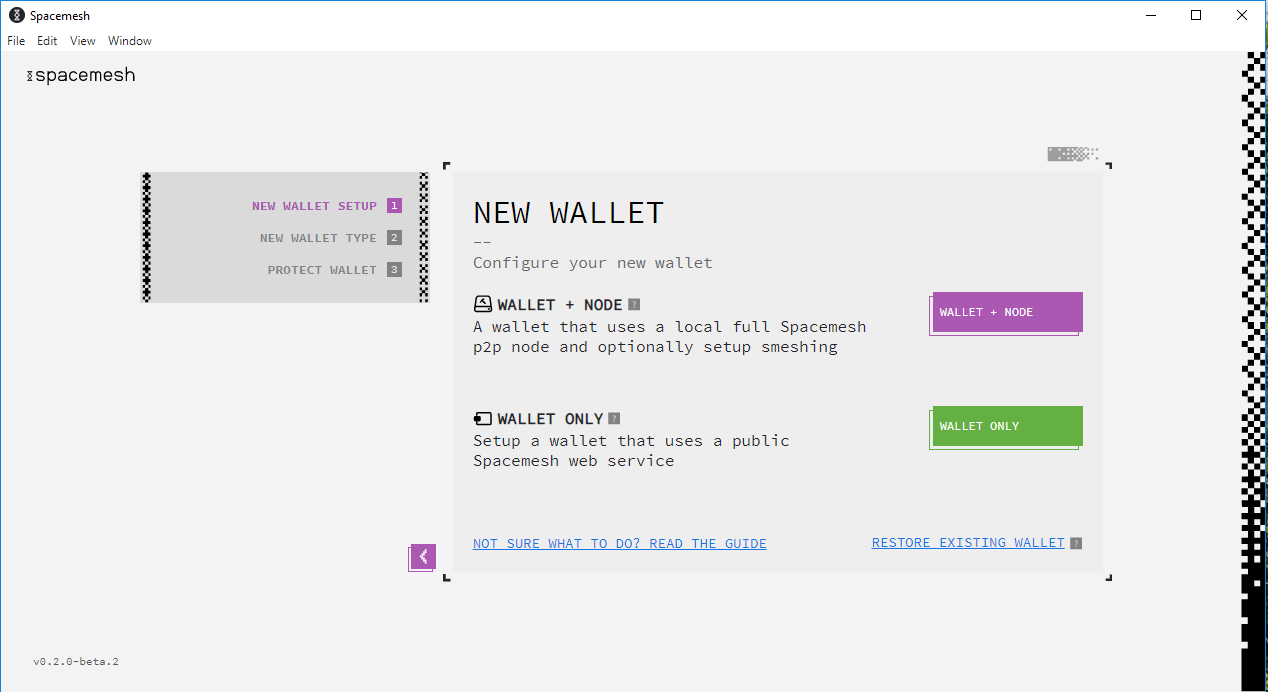 Spacemesh
File Edit View Window
spacemesh
NEW WALLET SETUP 1
NEW WALLET TYPE 2
PROTECT WALLET 3
NEW WALLET
--
Configure your new wallet
WALLET + NODE ?
A wallet that uses a local full Spacemesh
p2p node and optionally setup smeshing
WALLET + NODE
WALLET ONLY ?
Setup a wallet that uses a public
Spacemesh web service
WALLET ONLY
NOT SURE WHAT TO DO? READ THE GUIDE
RESTORE EXISTING WALLET ?
v0.2.0-beta.2